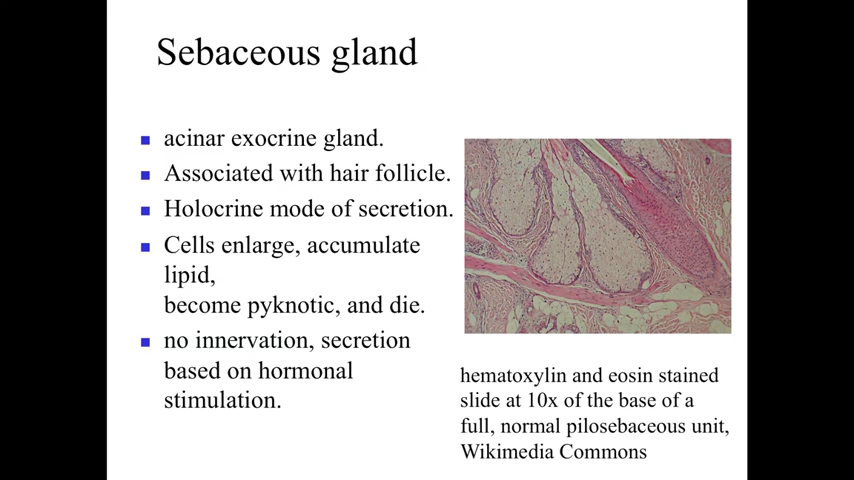 Sebaceous gland
acinar exocrine gland.
Associated with hair follicle.
Holocrine mode of secretion.
Cells enlarge, accumulate
lipid,
become pyknotic, and die.
no innervation, secretion
based on hormonal
stimulation.
hematoxylin and eosin stained
slide at 10x of the base of a
full, normal pilosebaceous unit,
Wikimedia Commons